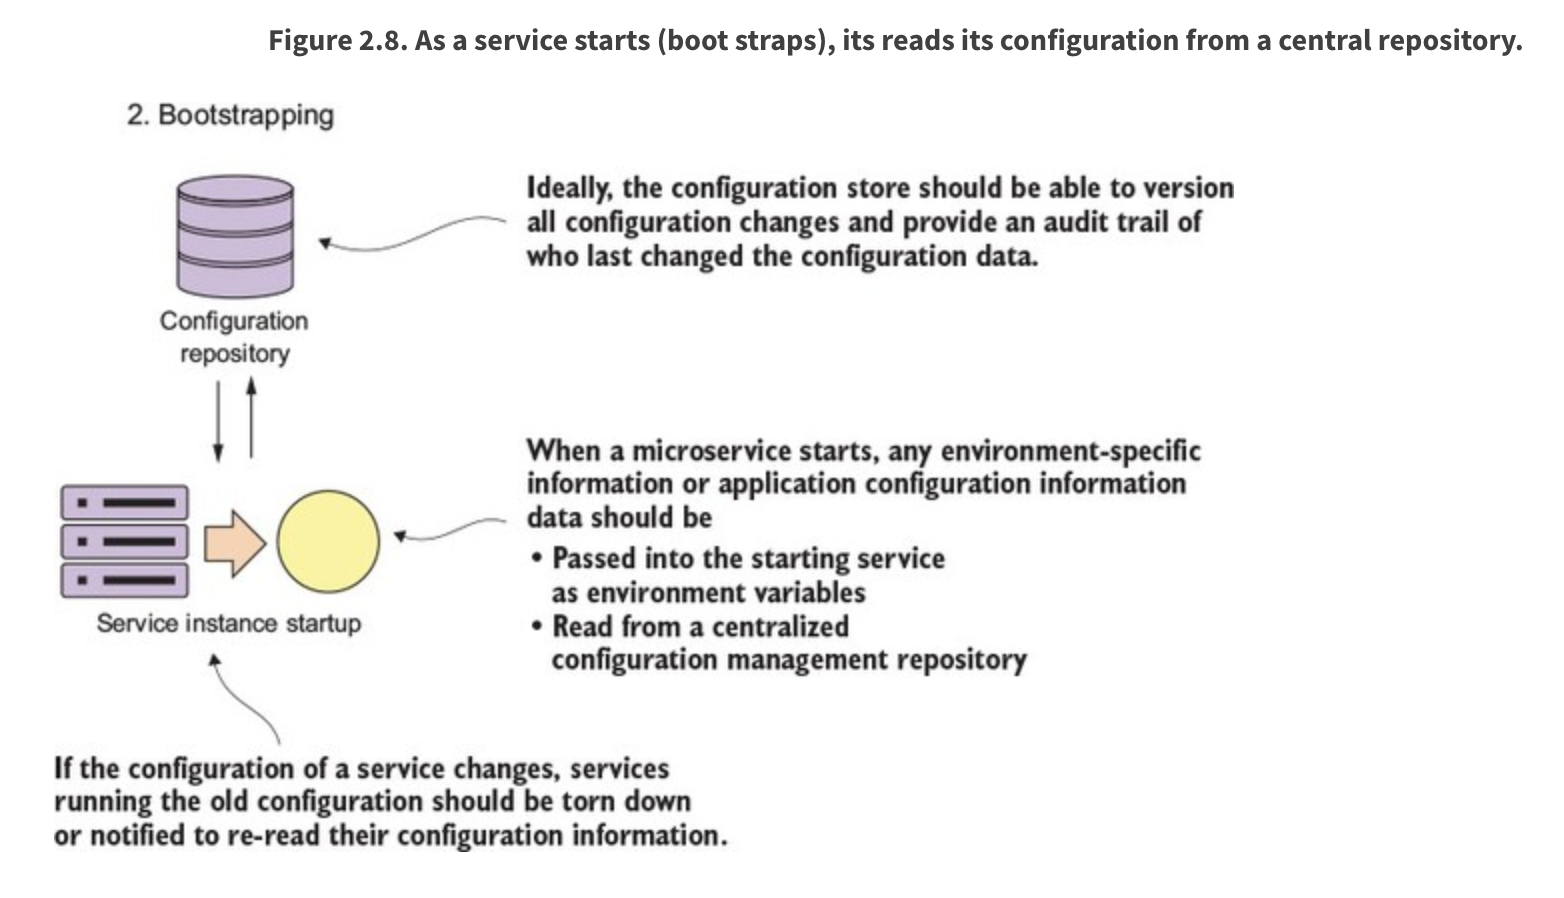 Figure 2.8. As a service starts (boot straps), its reads its configuration from a central repository.
2. Bootstrapping
Ideally, the configuration store should be able to version
all configuration changes and provide an audit trail of
who last changed the configuration data.
Configuration
repository
When a microservice starts, any environment-specific
information or application configuration information
data should be
• Passed into the starting service
as environment variables
• Read from a centralized
configuration management repository
Service instance startup
If the configuration of a service changes, services
running the old configuration should be torn down
or notified to re-read their configuration information.